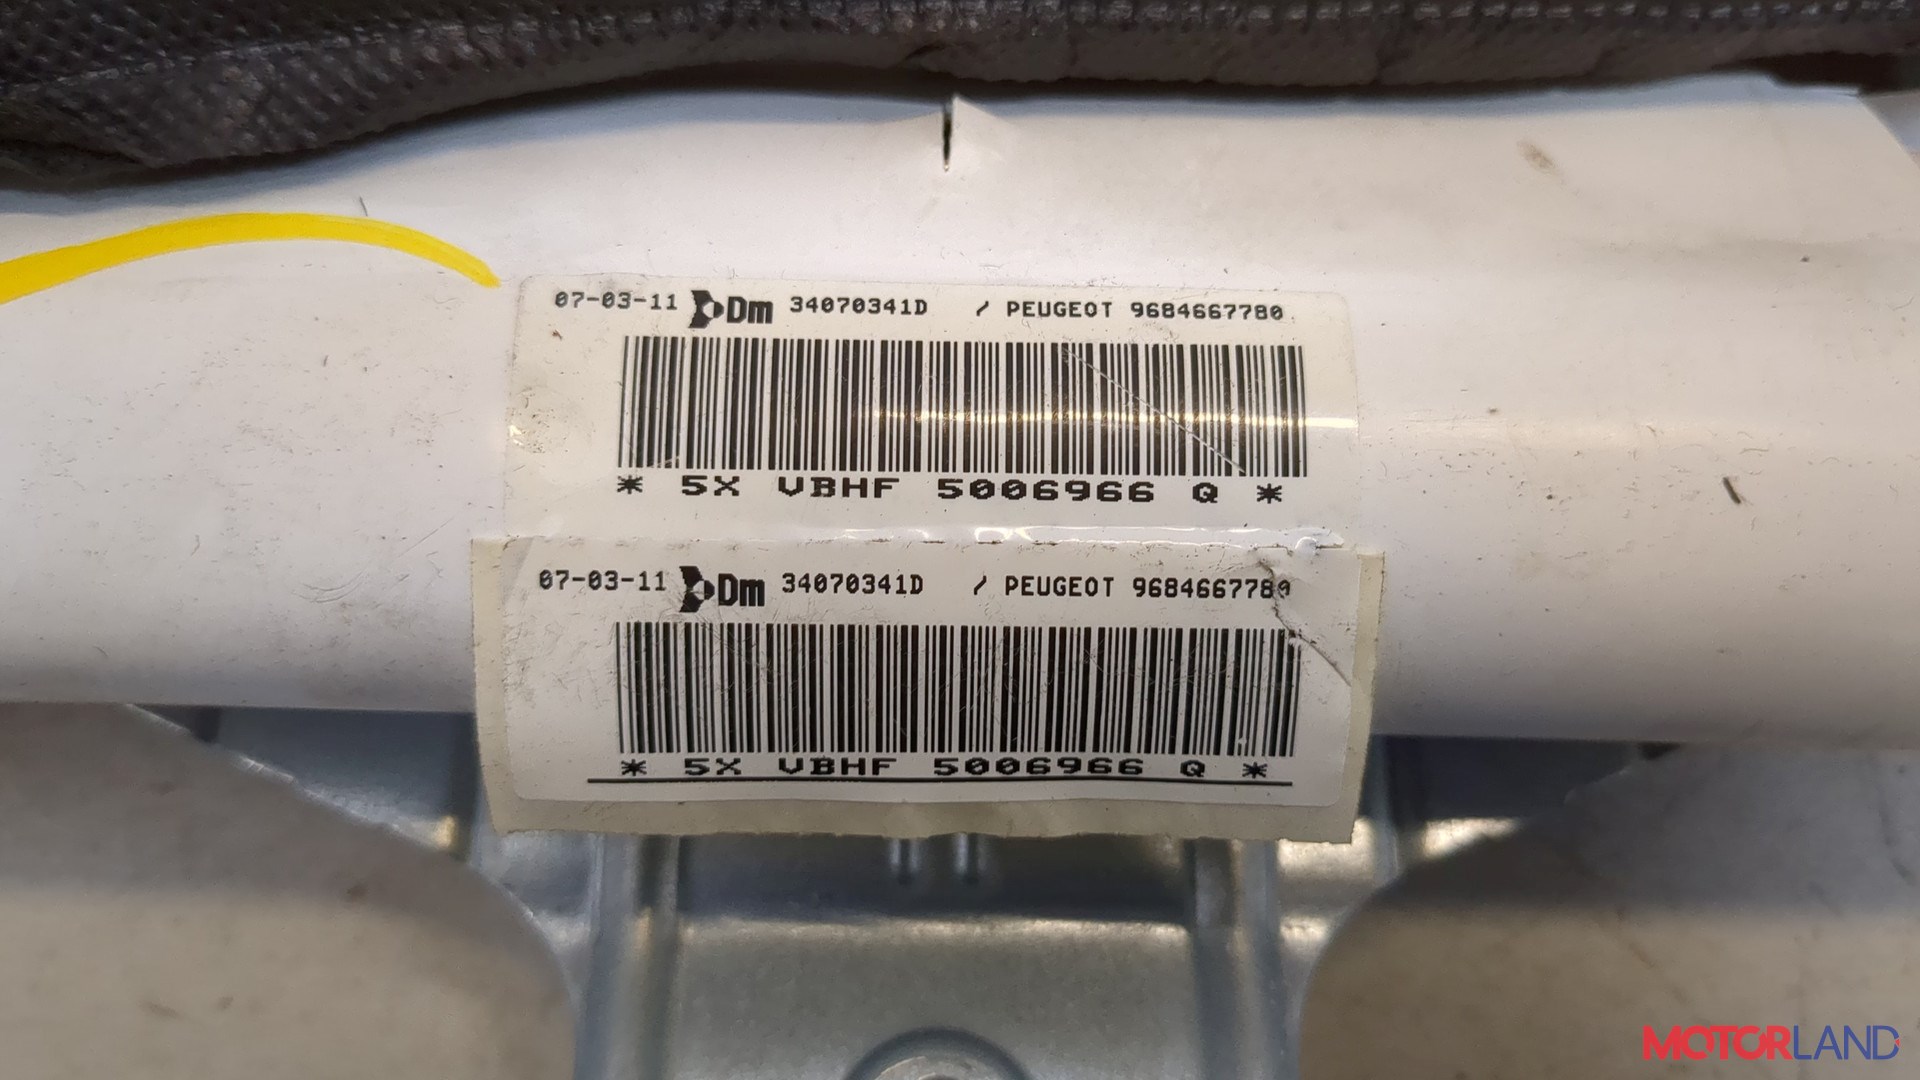 07-03-11 Dm 34070341D / PEUGEOT 9684667780
* 5X VBHF 5006966 Q *
07-03-11 Dm 34070341D / PEUGEOT 9684667780
* 5X VBHF 5006966 Q *
MOTORLAND